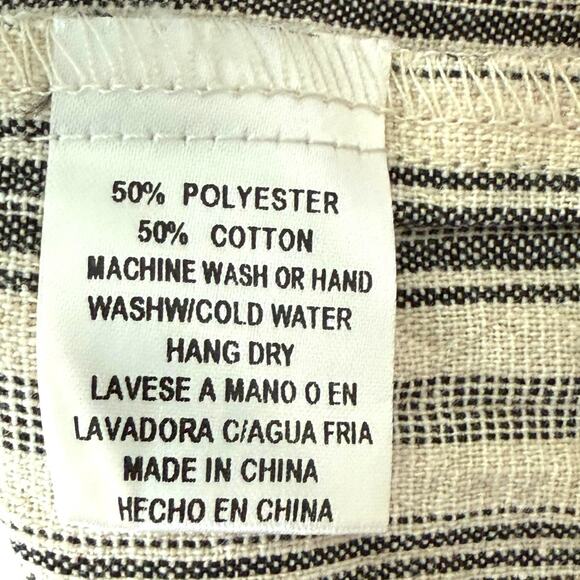 50% POLYESTER
50% COTTON
MACHINE WASH OR HAND
WASHW/COLD WATER
HANG DRY
LAVESE A MANO O EN
LAVADORA C/AGUA FRIA
MADE IN CHINA
HECHO EN CHINA